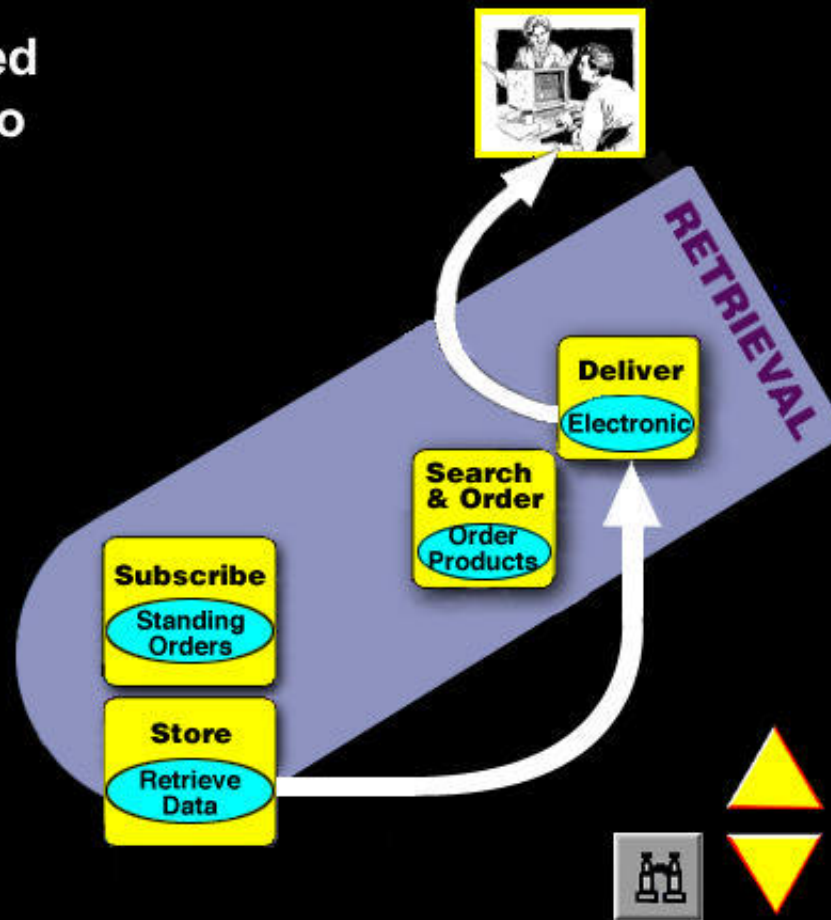 ed
o
RETRIEVAL
Deliver
Electronic
Search
& Order
Order
Products
Subscribe
Standing
Orders
Store
Retrieve
Data